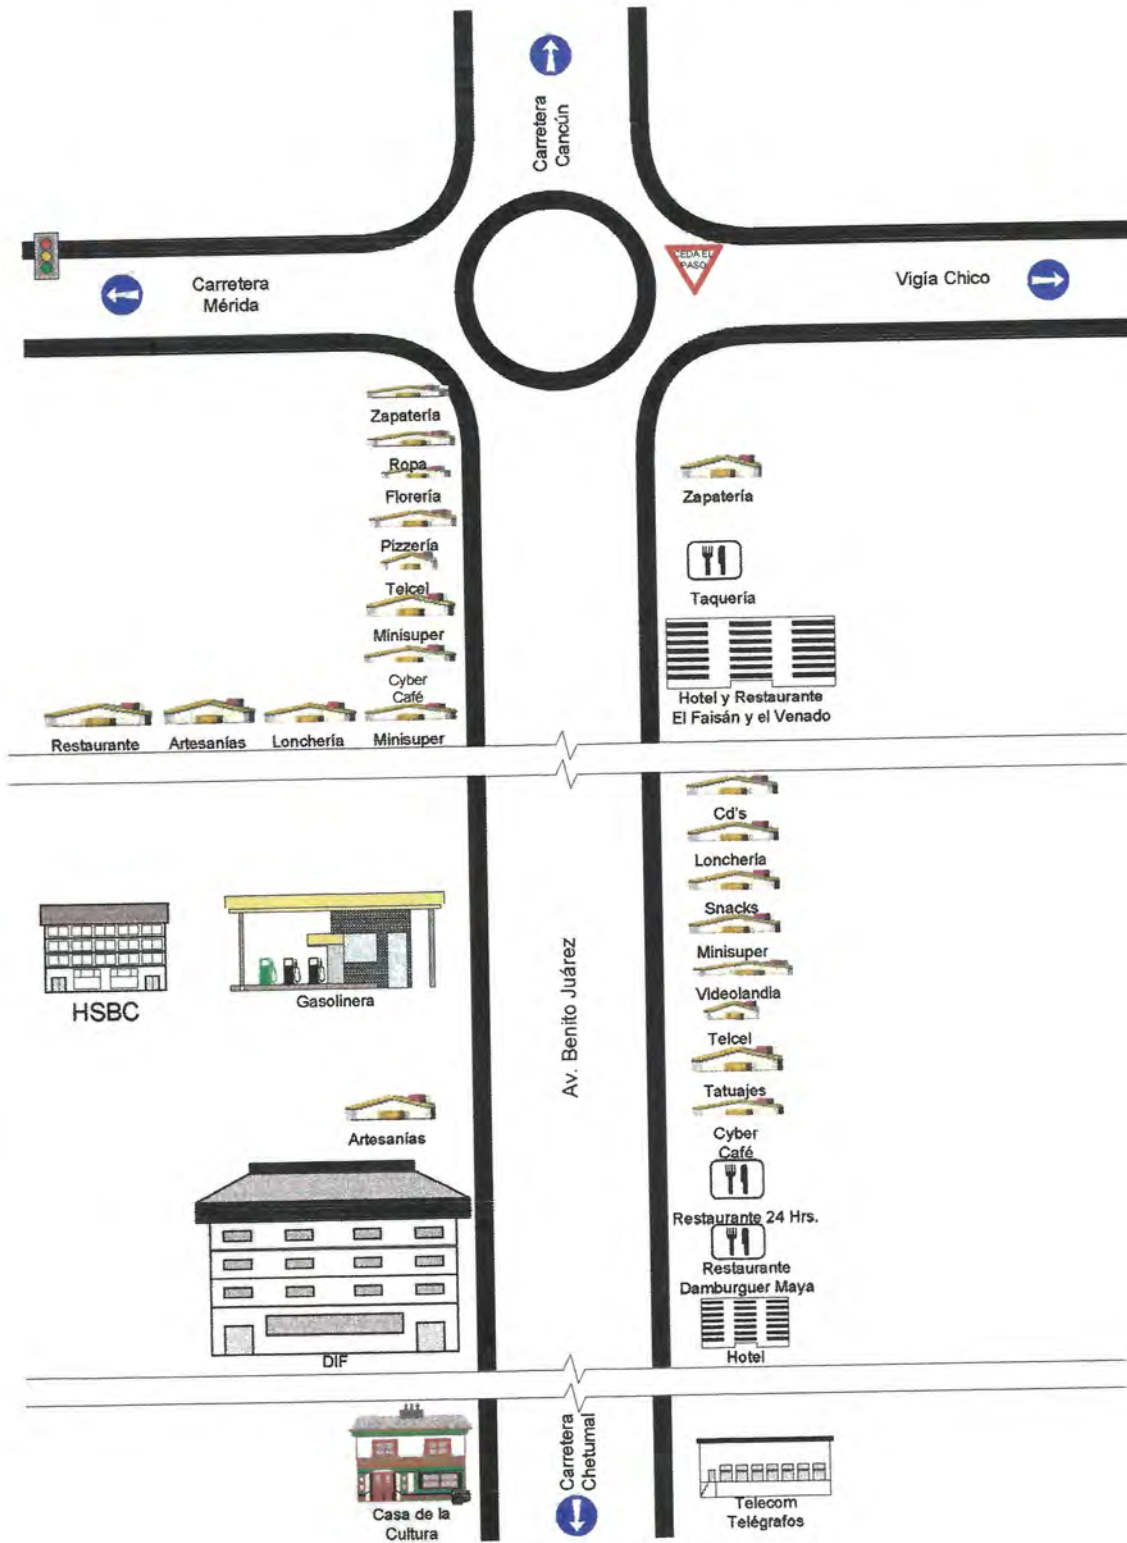 Carretera
Cancún
CEDA EL
PASO
Carretera
Mérida
Vigía Chico
Zapatería
Ropa
Florería
Pizzería
Telcel
Minisuper
Cyber
Café
Restaurante
Artesanías
Lonchería
Minisuper
Zapatería
Taquería
Hotel y Restaurante
El Faisán y el Venado
HSBC
Gasolinera
Artesanías
DIF
Av. Benito Juárez
Cd's
Lonchería
Snacks
Minisuper
Videolandia
Telcel
Tatuajes
Cyber
Café
Restaurante 24 Hrs.
Restaurante
Damburguer Maya
Hotel
Casa de la
Cultura
Carretera
Chetumal
Telecom
Telégrafos